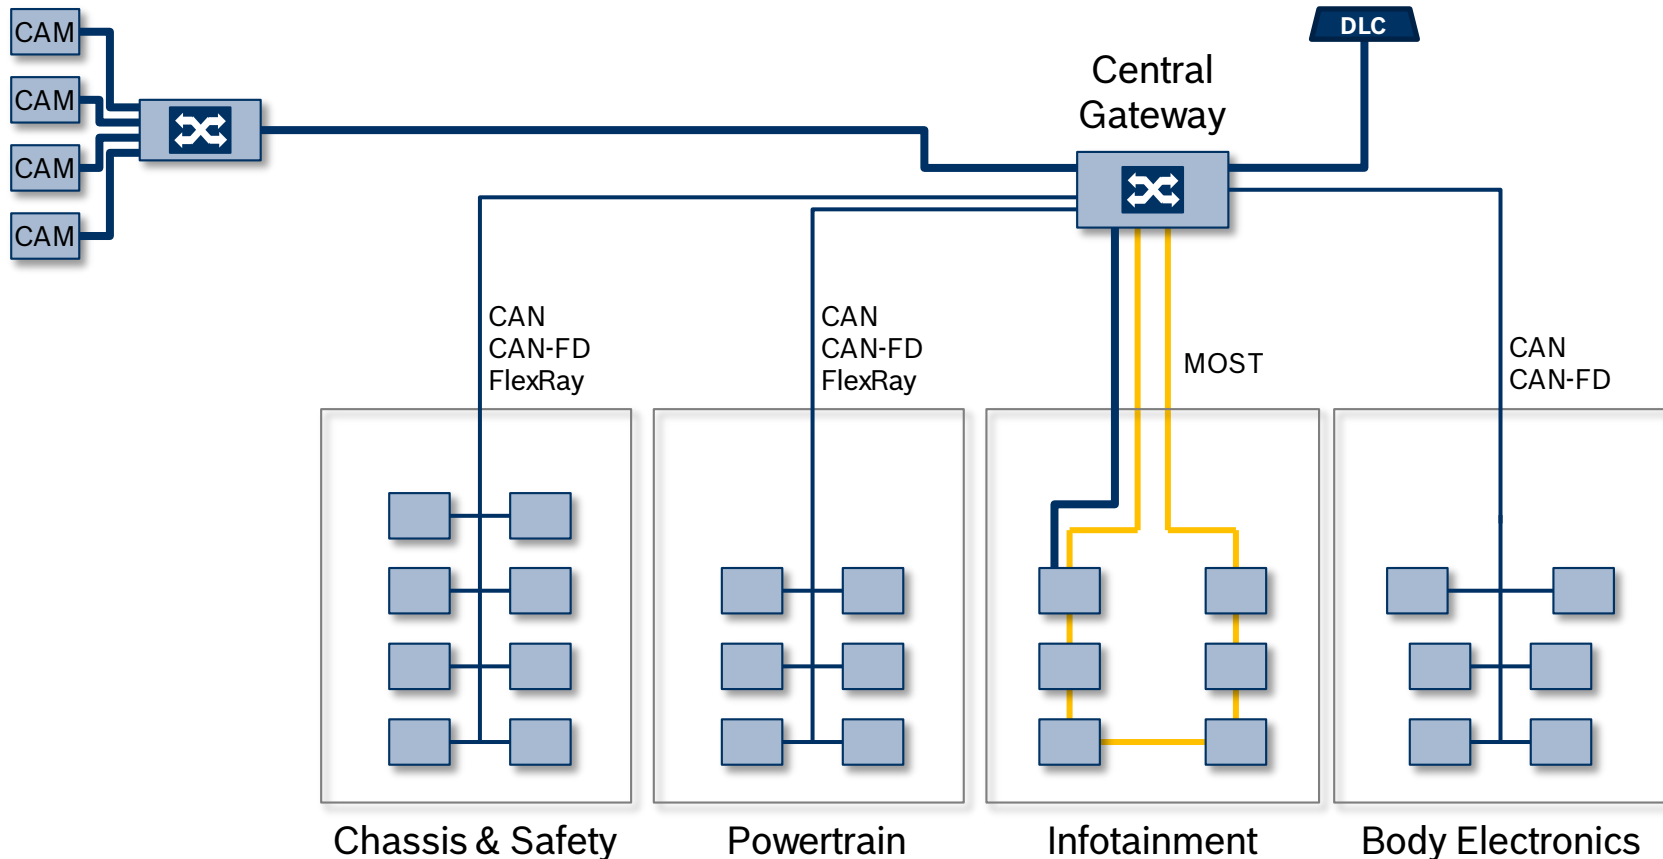 CAM
CAM
CAM
CAM
DLC
Central
Gateway
CAN
CAN-FD
FlexRay
CAN
CAN-FD
FlexRay
MOST
CAN
CAN-FD
Chassis & Safety
Powertrain
Infotainment
Body Electronics